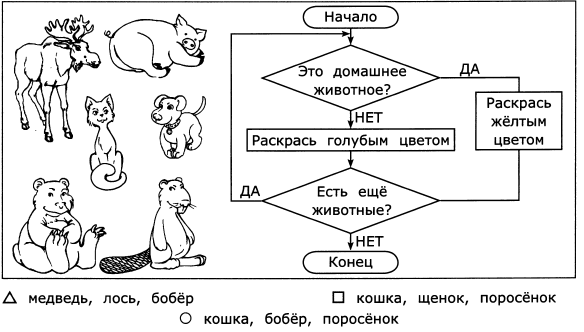 Начало
Это домашнее
животное?
ДА
НЕТ
Раскрась
жёлтым
цветом
Раскрась голубым цветом
ДА
Есть ещё
животные?
НЕТ
Конец
△ медведь, лось, бобёр
□ кошка, щенок, поросёнок
○ кошка, бобёр, поросёнок